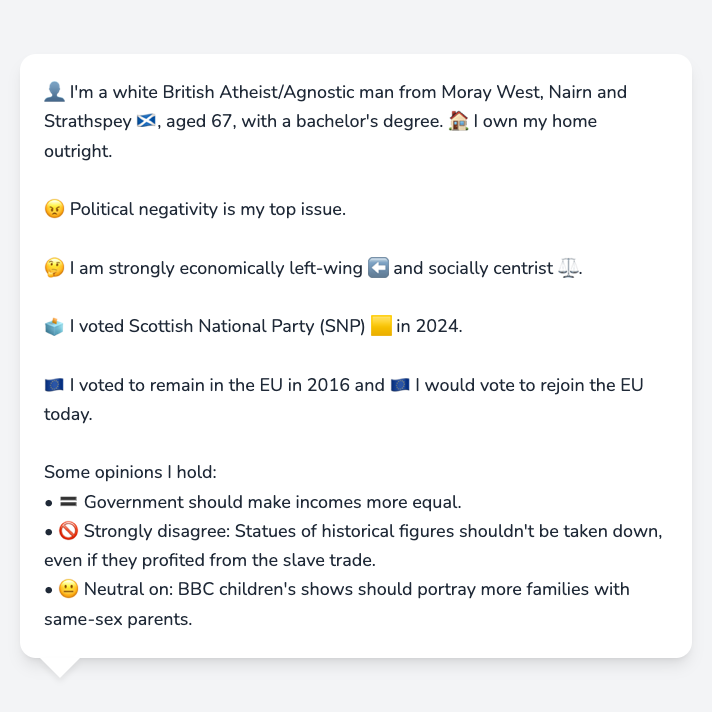 👤 I'm a white British Atheist/Agnostic man from Moray West, Nairn and
Strathspey 🏴󠁧󠁢󠁳󠁣󠁴󠁿, aged 67, with a bachelor's degree. 🏠 I own my home
outright.
😠 Political negativity is my top issue.
🤔 I am strongly economically left-wing ⬅️ and socially centrist ⚖️.
🗳️ I voted Scottish National Party (SNP) 🟨 in 2024.
🇪🇺 I voted to remain in the EU in 2016 and 🇪🇺 I would vote to rejoin the EU
today.
Some opinions I hold:
• 🟰 Government should make incomes more equal.
• 🚫 Strongly disagree: Statues of historical figures shouldn't be taken down,
even if they profited from the slave trade.
• 😐 Neutral on: BBC children's shows should portray more families with
same-sex parents.